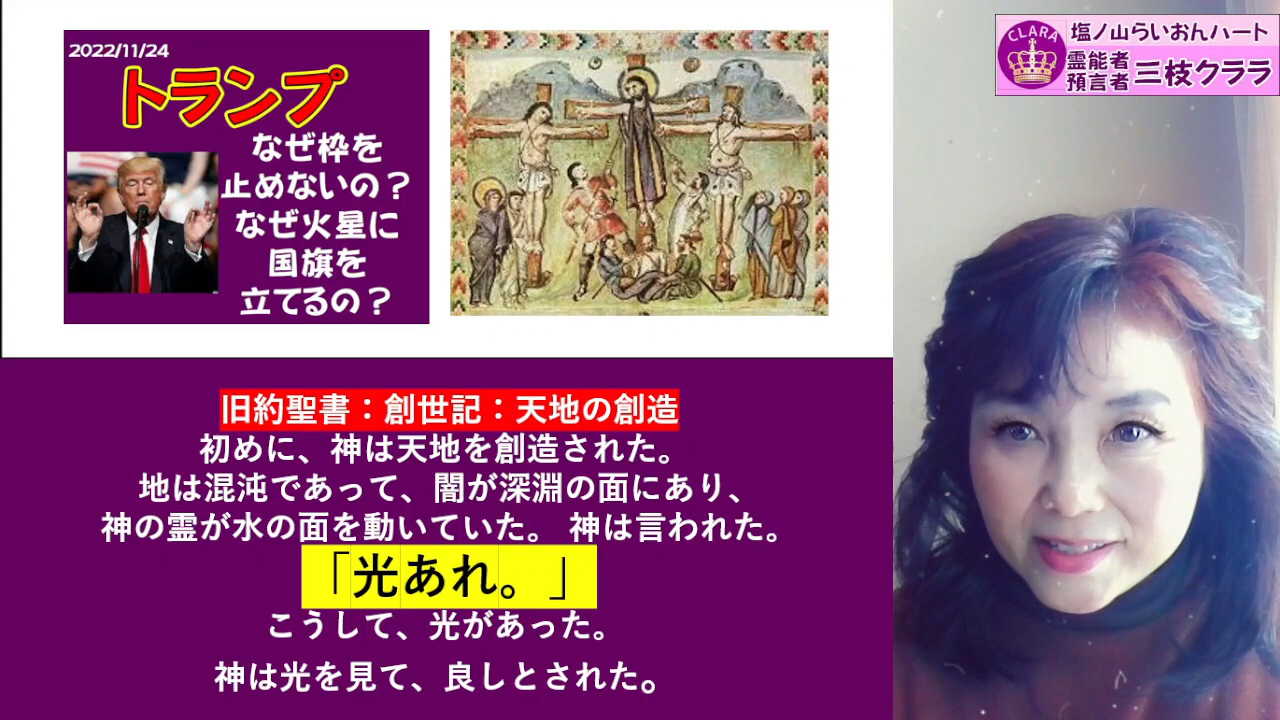 2022/11/24
トランプ
なぜ枠を
止めないの？
なぜ火星に
国旗を
立てるの？
CLARA
塩ノ山らいおんハート
霊能者
預言者
三枝クララ
旧約聖書：創世記：天地の創造
初めに、神は天地を創造された。
地は混沌であって、闇が深淵の面にあり、
神の霊が水の面を動いていた。 神は言われた。
「光あれ。」
こうして、光があった。
神は光を見て、良しとされた。